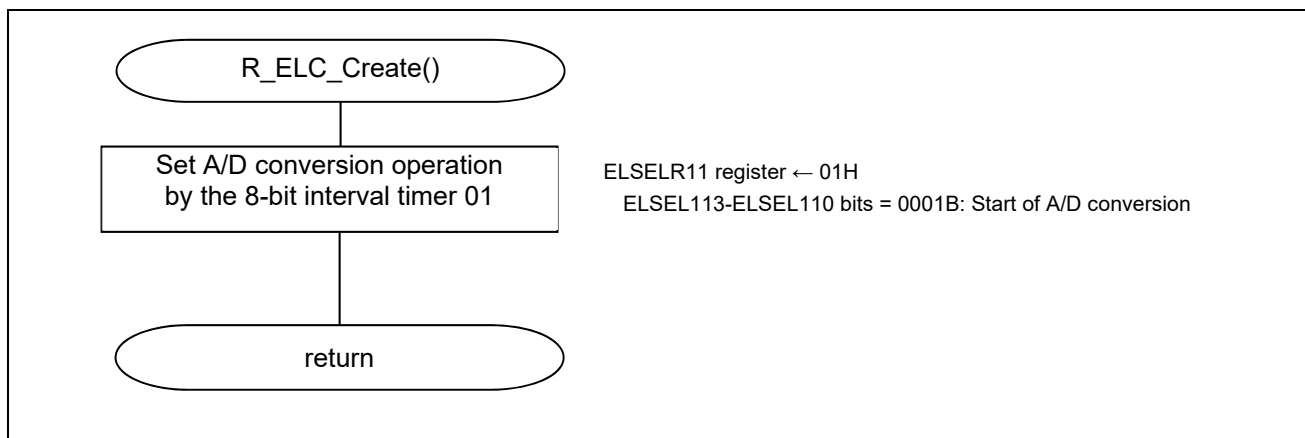 R_ELC_Create()
Set A/D conversion operation
by the 8-bit interval timer 01
ELSELR11 register ← 01H
ELSEL113-ELSEL110 bits = 0001B: Start of A/D conversion
return